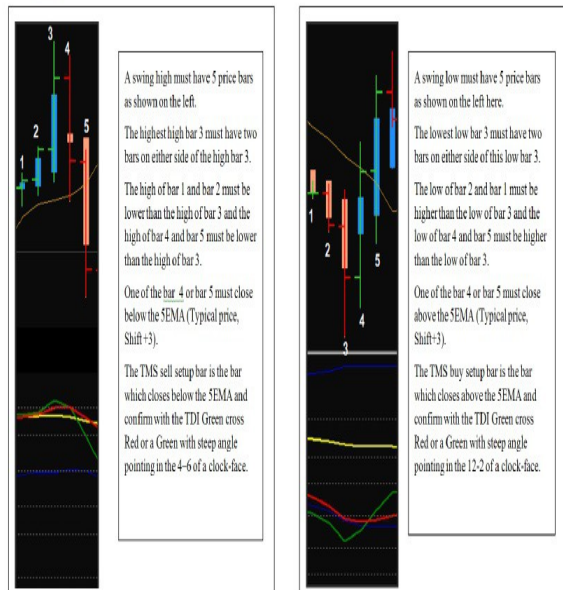 3
4
2
5
1
A swing high must have 5 price bars
as shown on the left.
The highest high bar 3 must have two
bars on either side of the high bar 3.
The high of bar 1 and bar 2 must be
lower than the high of bar 3 and the
high of bar 4 and bar 5 must be lower
than the high of bar 3.
One of the bar 4 or bar 5 must close
below the 5EMA (Typical price,
Shift+3).
The TMS sell setup bar is the bar
which closes below the 5EMA and
confirm with the TDI Green cross
Red or a Green with steep angle
pointing in the 4–6 of a clock-face.
1
2
5
4
3
A swing low must have 5 price bars
as shown on the left here.
The lowest low bar 3 must have two
bars on either side of this low bar 3.
The low of bar 2 and bar 1 must be
higher than the low of bar 3 and the
low of bar 4 and bar 5 must be higher
than the low of bar 3.
One of the bar 4 or bar 5 must close
above the 5EMA (Typical price,
Shift+3).
The TMS buy setup bar is the bar
which closes above the 5EMA and
confirm with the TDI Green cross
Red or a Green with steep angle
pointing in the 12-2 of a clock-face.